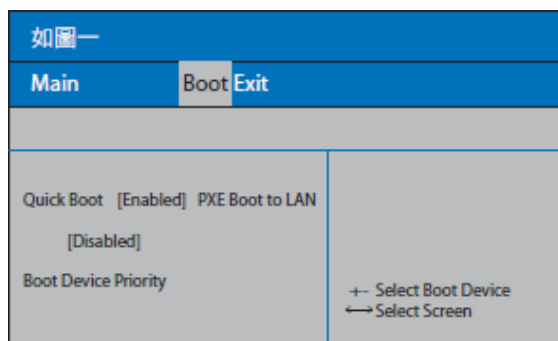 如圖一
Main Boot Exit
Quick Boot [Enabled] PXE Boot to LAN
[Disabled]
Boot Device Priority
+- Select Boot Device
←→ Select Screen